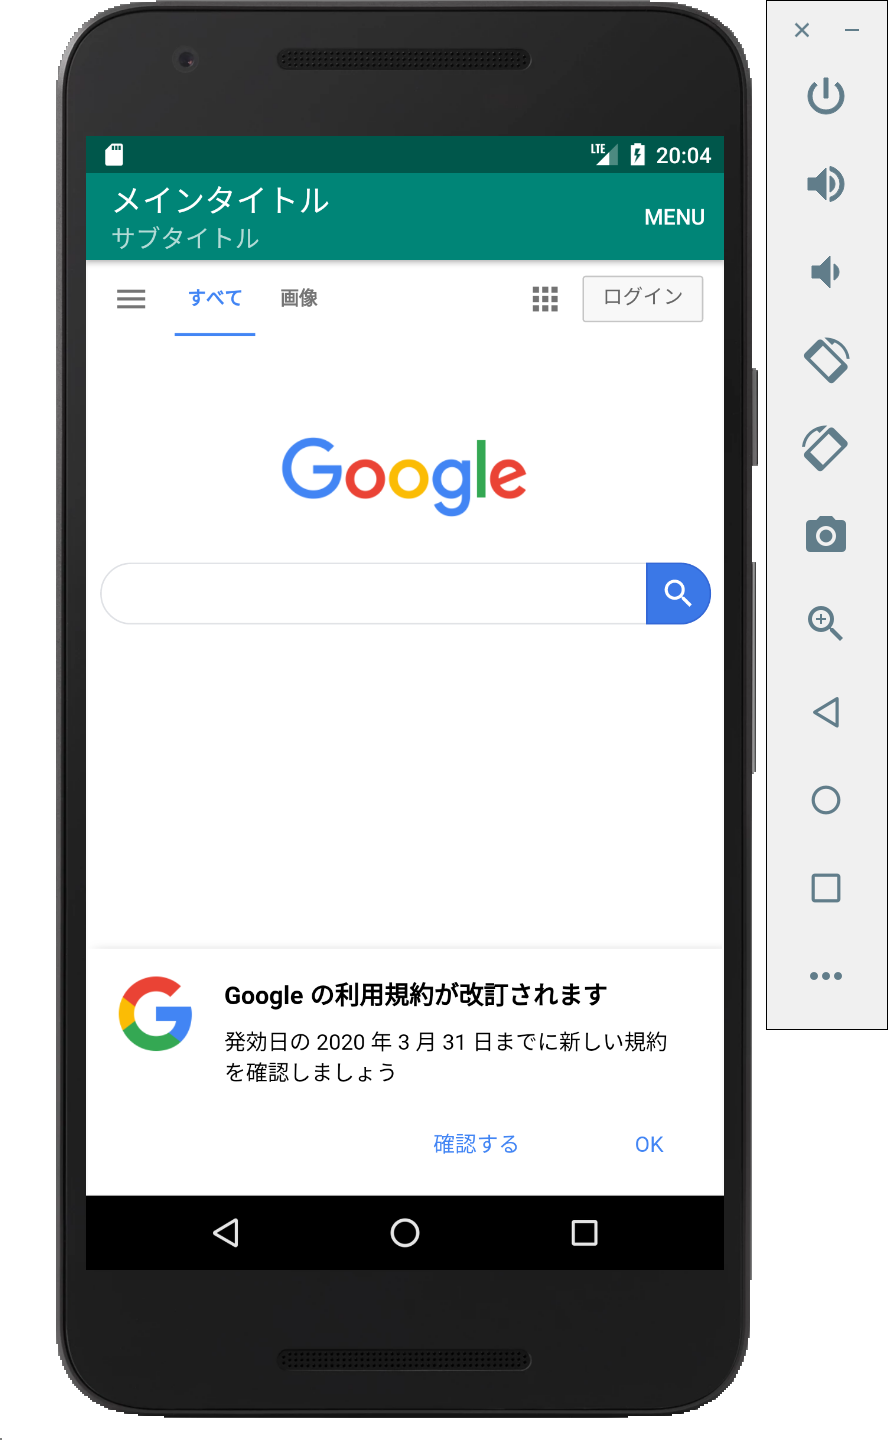 LTE 20:04
メインタイトル
サブタイトル
MENU
すべて 画像 ログイン
Google
Google の利用規約が改訂されます
発効日の 2020 年 3 月 31 日までに新しい規約
を確認しましょう
確認する OK